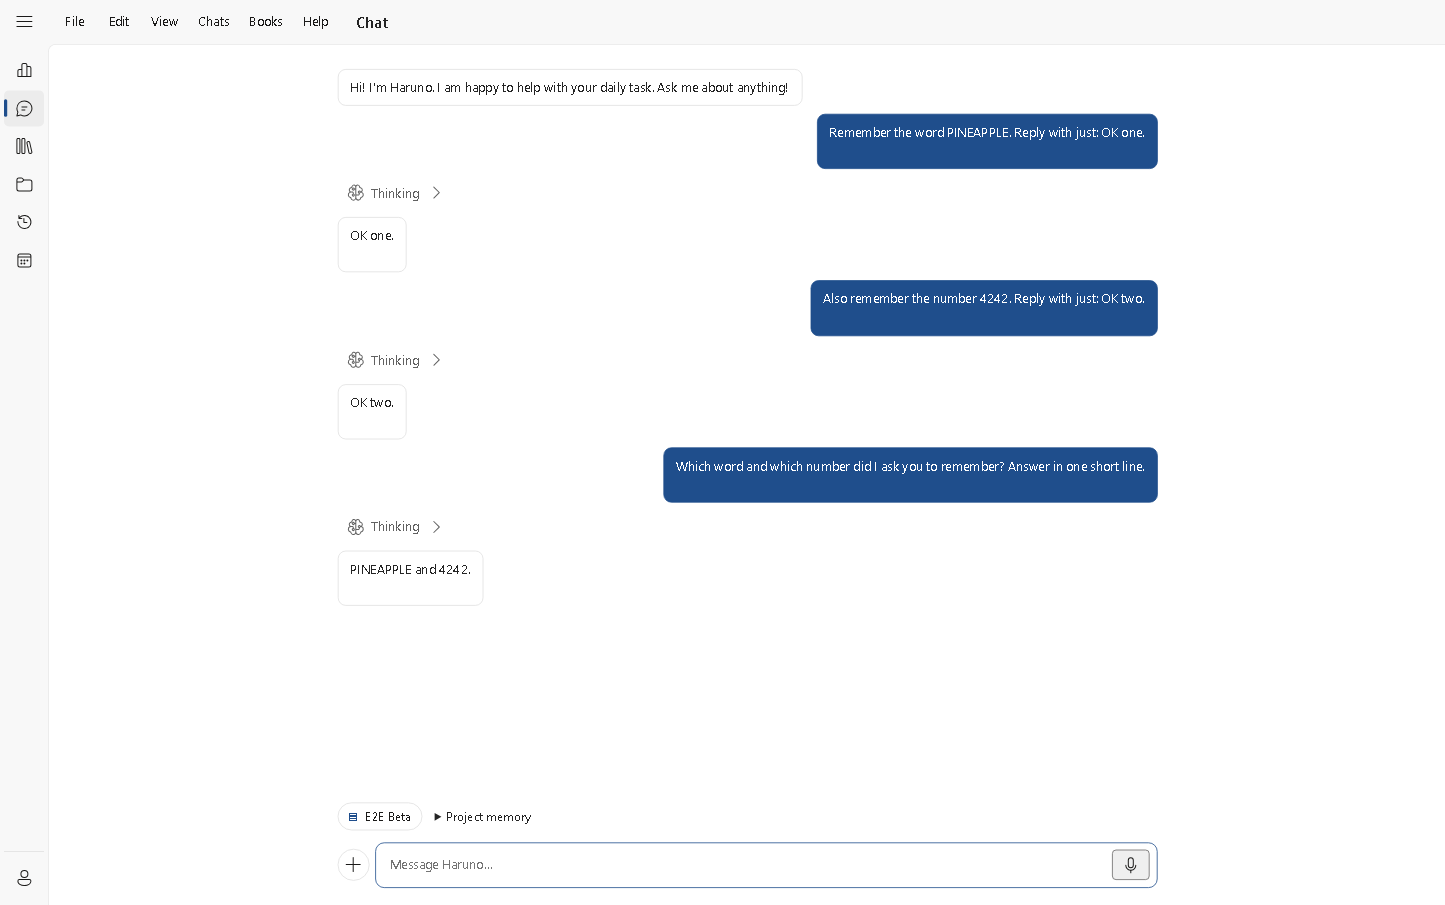 File Edit View Chats Books Help Chat
Hi! I'm Haruno. I am happy to help with your daily task. Ask me about anything!
Remember the word PINEAPPLE. Reply with just: OK one.
Thinking
OK one.
Also remember the number 4242. Reply with just: OK two.
Thinking
OK two.
Which word and which number did I ask you to remember? Answer in one short line.
Thinking
PINEAPPLE and 4242.
E2E Beta Project memory
Message Haruno...